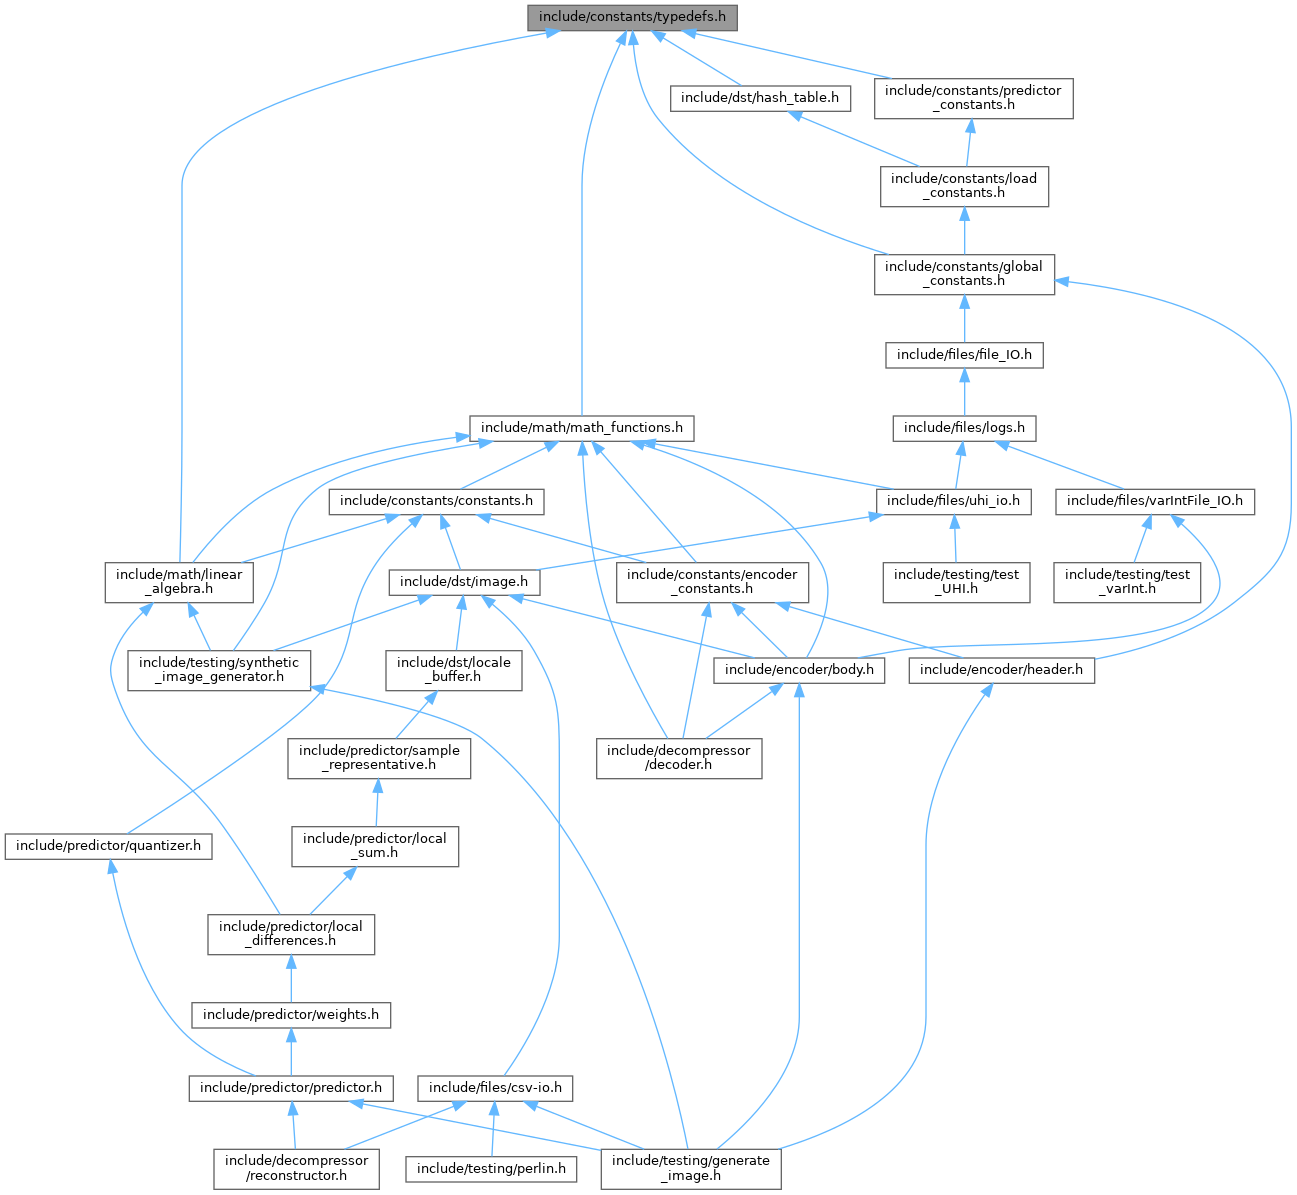 include/constants/typedefs.h
include/dst/hash_table.h
include/constants/predictor
_constants.h
include/constants/load
_constants.h
include/constants/global
_constants.h
include/files/file_IO.h
include/math/math_functions.h
include/files/logs.h
include/constants/constants.h
include/files/uhi_io.h
include/files/varIntFile_IO.h
include/math/linear
_algebra.h
include/dst/image.h
include/constants/encoder
_constants.h
include/testing/test
_UHI.h
include/testing/test
_varInt.h
include/testing/synthetic
_image_generator.h
include/dst/locale
_buffer.h
include/encoder/body.h
include/encoder/header.h
include/predictor/sample
_representative.h
include/decompressor
/decoder.h
include/predictor/quantizer.h
include/predictor/local
_sum.h
include/predictor/local
_differences.h
include/predictor/weights.h
include/predictor/predictor.h
include/files/csv-io.h
include/decompressor
/reconstructor.h
include/testing/perlin.h
include/testing/generate
_image.h